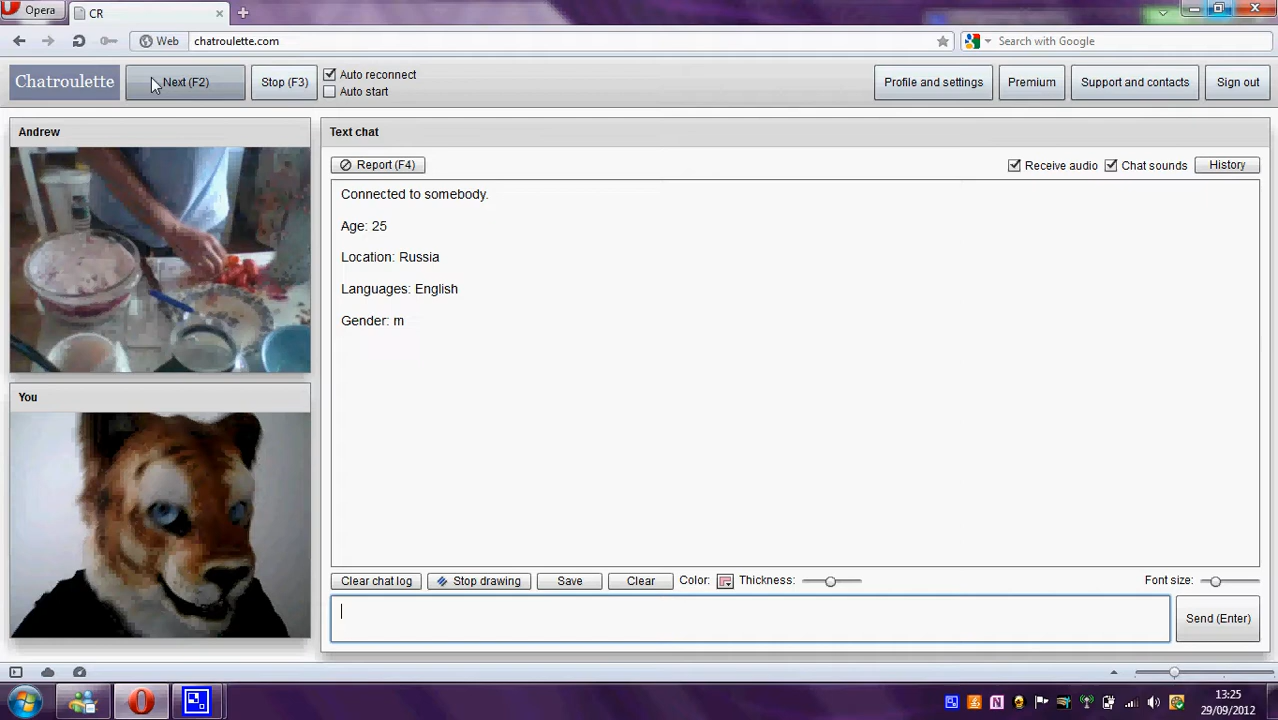 Opera
CR
Web
chatroulette.com
Search with Google
Chatroulette
Next (F2)
Stop (F3)
Auto reconnect
Auto start
Profile and settings
Premium
Support and contacts
Sign out
Andrew
Text chat
Report (F4)
Receive audio
Chat sounds
History
Connected to somebody.
Age: 25
Location: Russia
Languages: English
Gender: m
You
Clear chat log
Stop drawing
Save
Clear
Color:
Thickness:
Font size:
Send (Enter)
13:25
29/09/2012